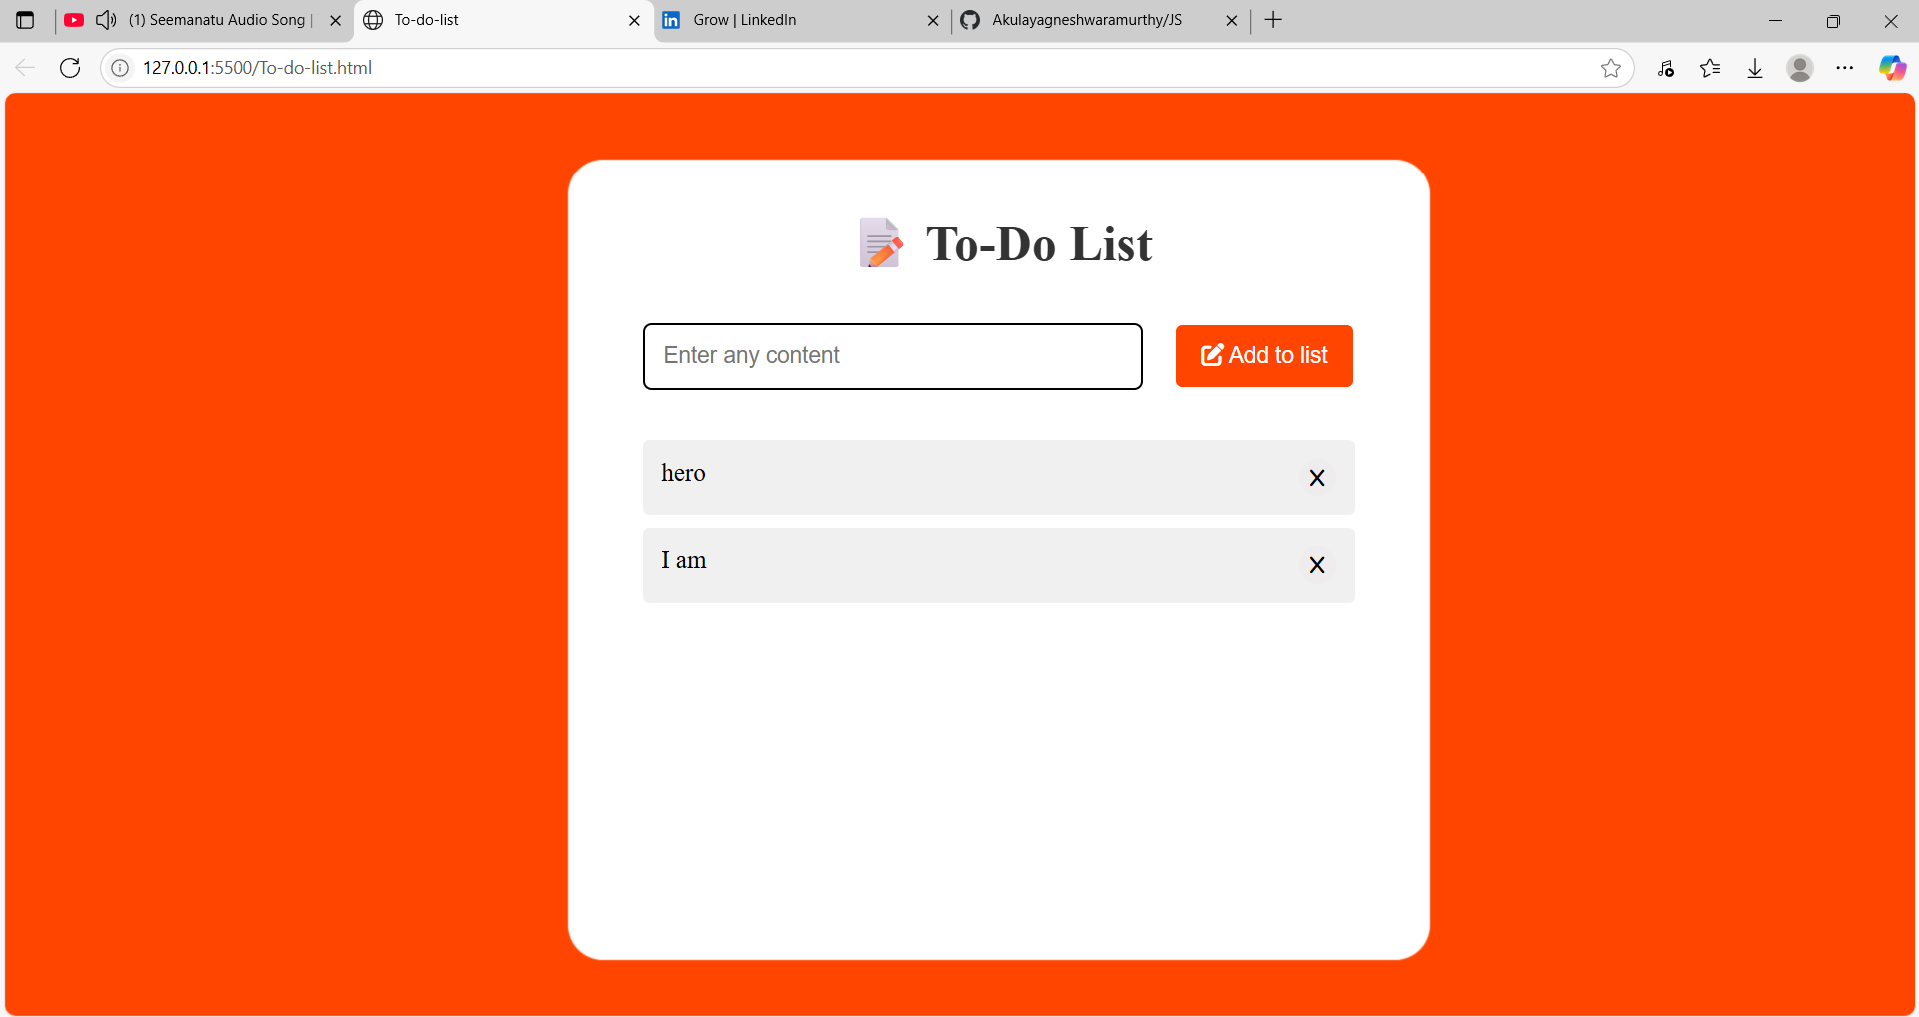 (1) Seemanatu Audio Song |
To-do-list
in Grow | LinkedIn
Akulayagneshwaramurthy/JS
127.0.0.1:5500/To-do-list.html
To-Do List
Enter any content
Add to list
hero X
I am X